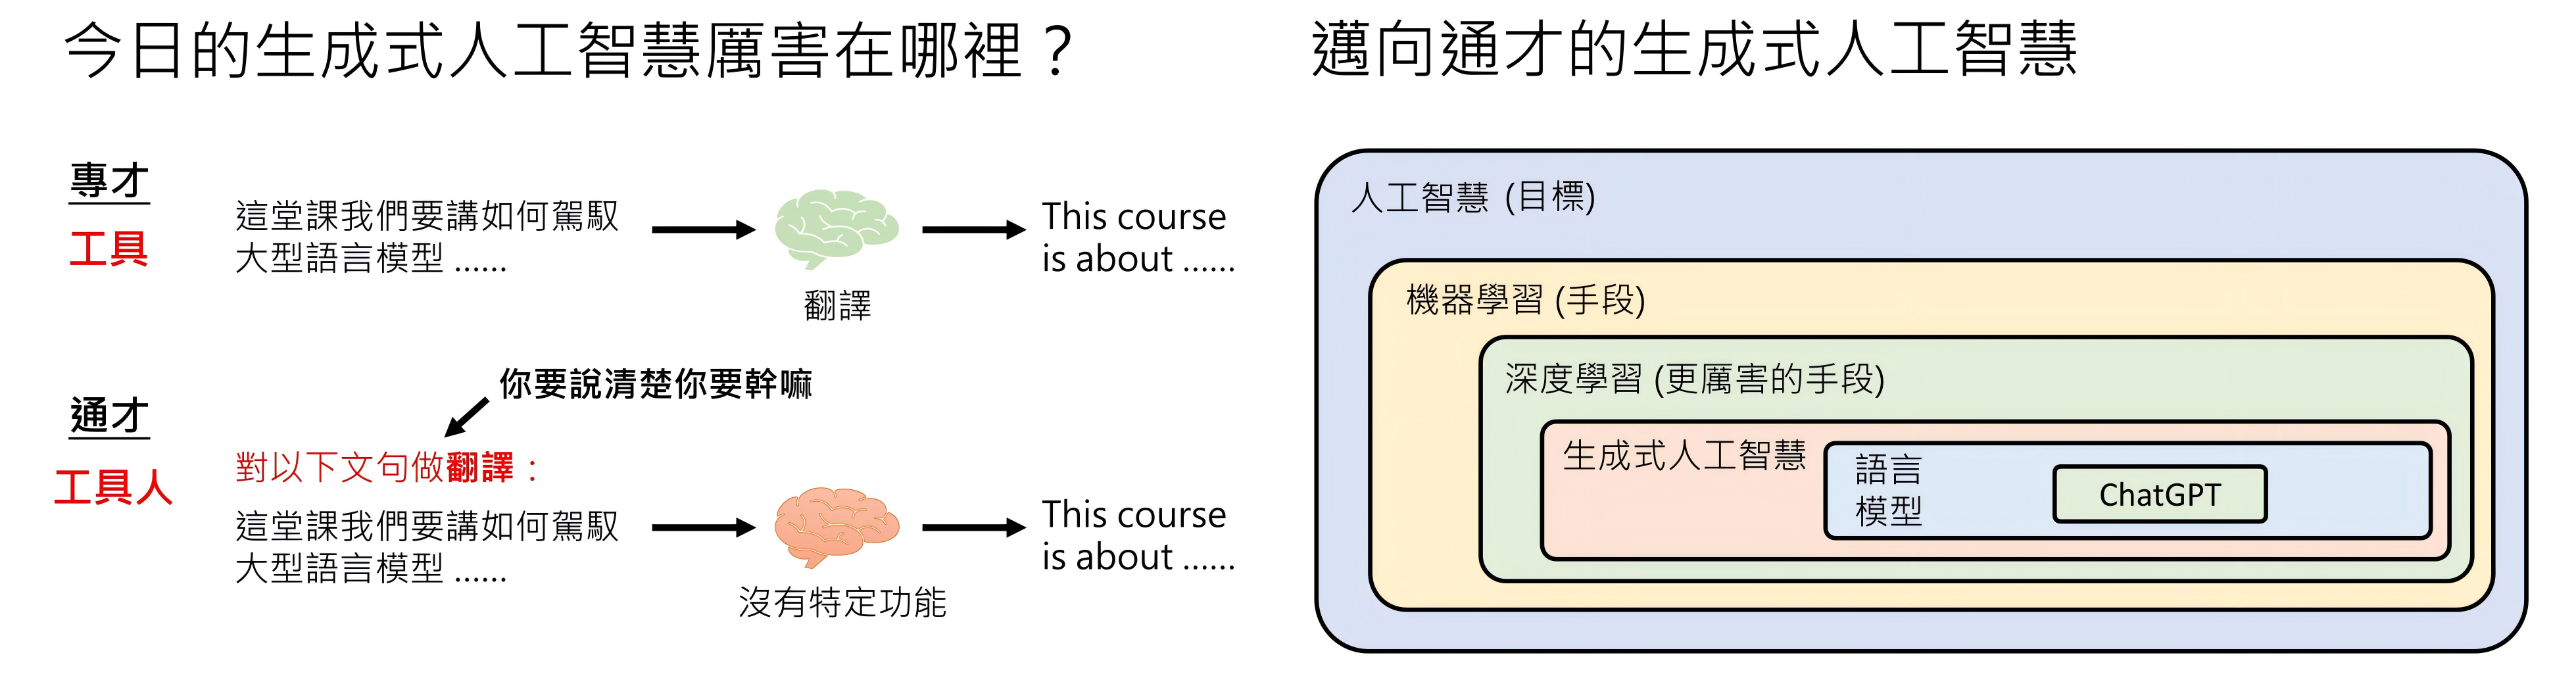 今日的生成式人工智慧厲害在哪裡？
專才
工具
這堂課我們要講如何駕馭
大型語言模型 ......
翻譯
This course
is about ......
你要說清楚你要幹嘛
通才
工具人
對以下文句做翻譯：
這堂課我們要講如何駕馭
大型語言模型 ......
沒有特定功能
This course
is about ......
邁向通才的生成式人工智慧
人工智慧 (目標)
機器學習 (手段)
深度學習 (更厲害的手段)
生成式人工智慧
語言
模型
ChatGPT